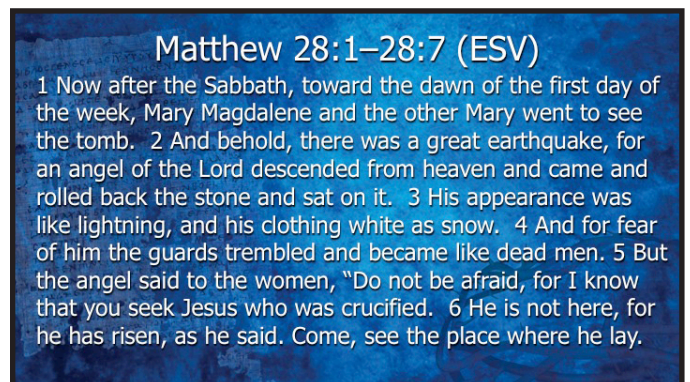 Matthew 28:1–28:7 (ESV)
1 Now after the Sabbath, toward the dawn of the first day of
the week, Mary Magdalene and the other Mary went to see
the tomb.  2 And behold, there was a great earthquake, for
an angel of the Lord descended from heaven and came and
rolled back the stone and sat on it.  3 His appearance was
like lightning, and his clothing white as snow.  4 And for fear
of him the guards trembled and became like dead men. 5 But
the angel said to the women, “Do not be afraid, for I know
that you seek Jesus who was crucified.  6 He is not here, for
he has risen, as he said. Come, see the place where he lay.